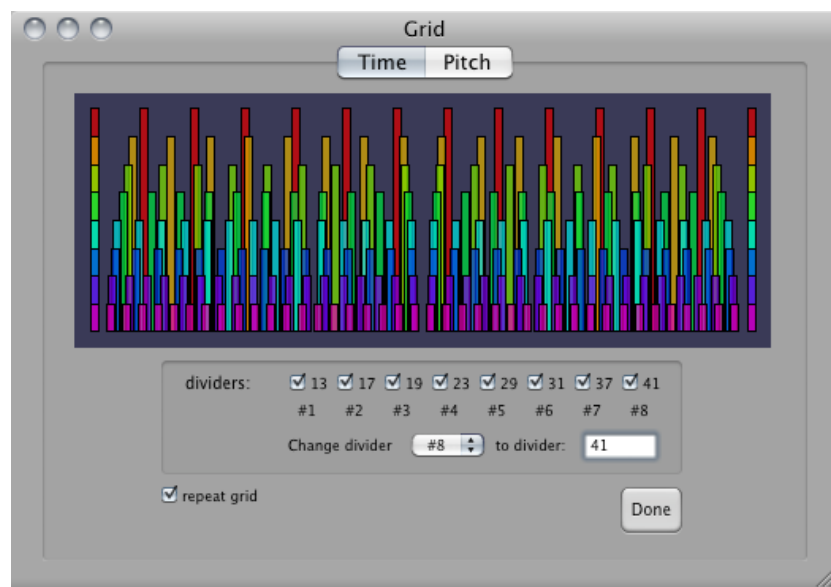 Grid
Time Pitch
dividers: 13 17 19 23 29 31 37 41
#1 #2 #3 #4 #5 #6 #7 #8
Change divider #8 to divider: 41
repeat grid
Done